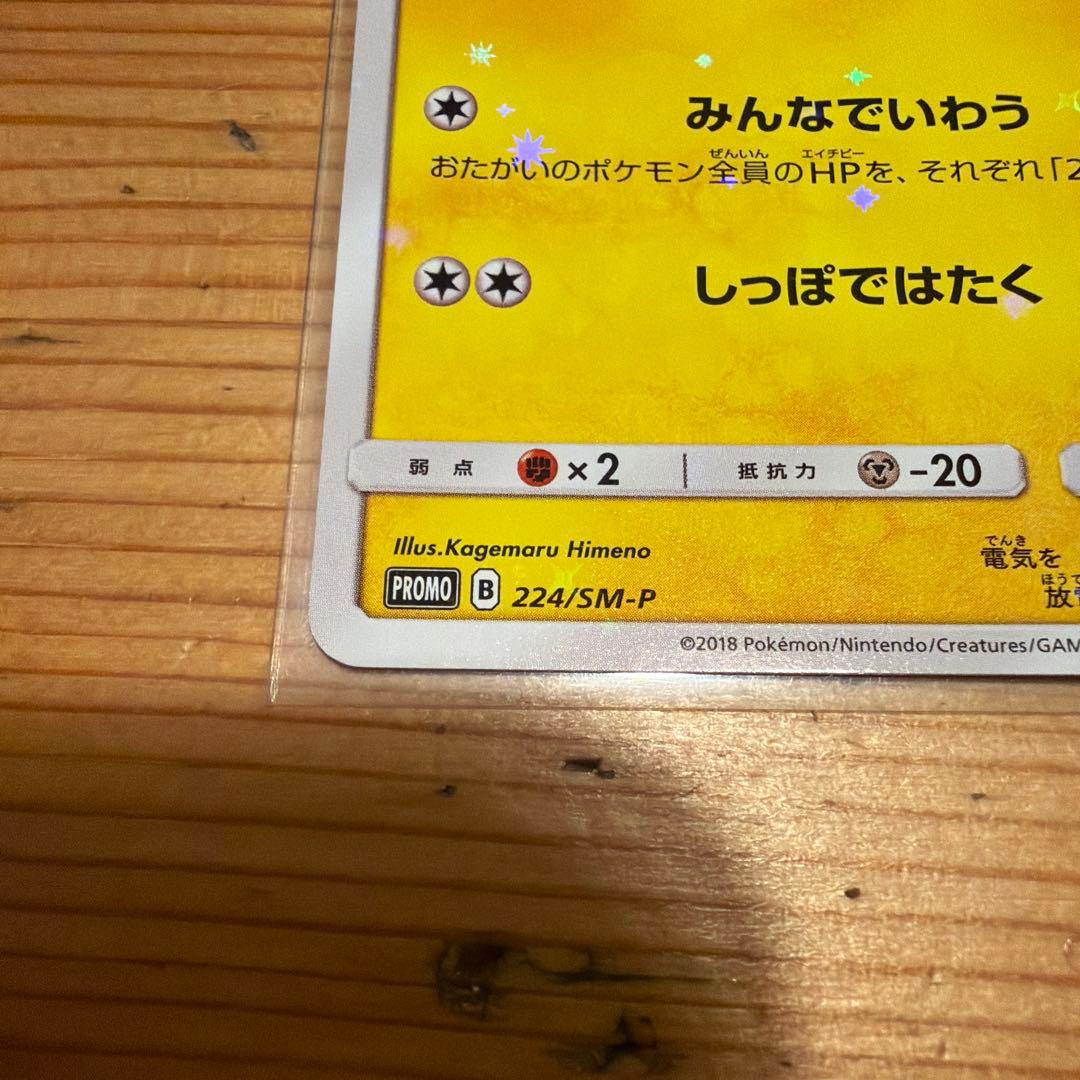 みんなでいわう
ぜんいん エイチピー
おたがいのポケモン全員のHPを、それぞれ「2
しっぽではたく
弱点 ×2 抵抗力 -20
Illus.Kagemaru Himeno
でんき
電気を
PROMO B 224/SM-P
ほうで
放
©2018 Pokémon/Nintendo/Creatures/GAM